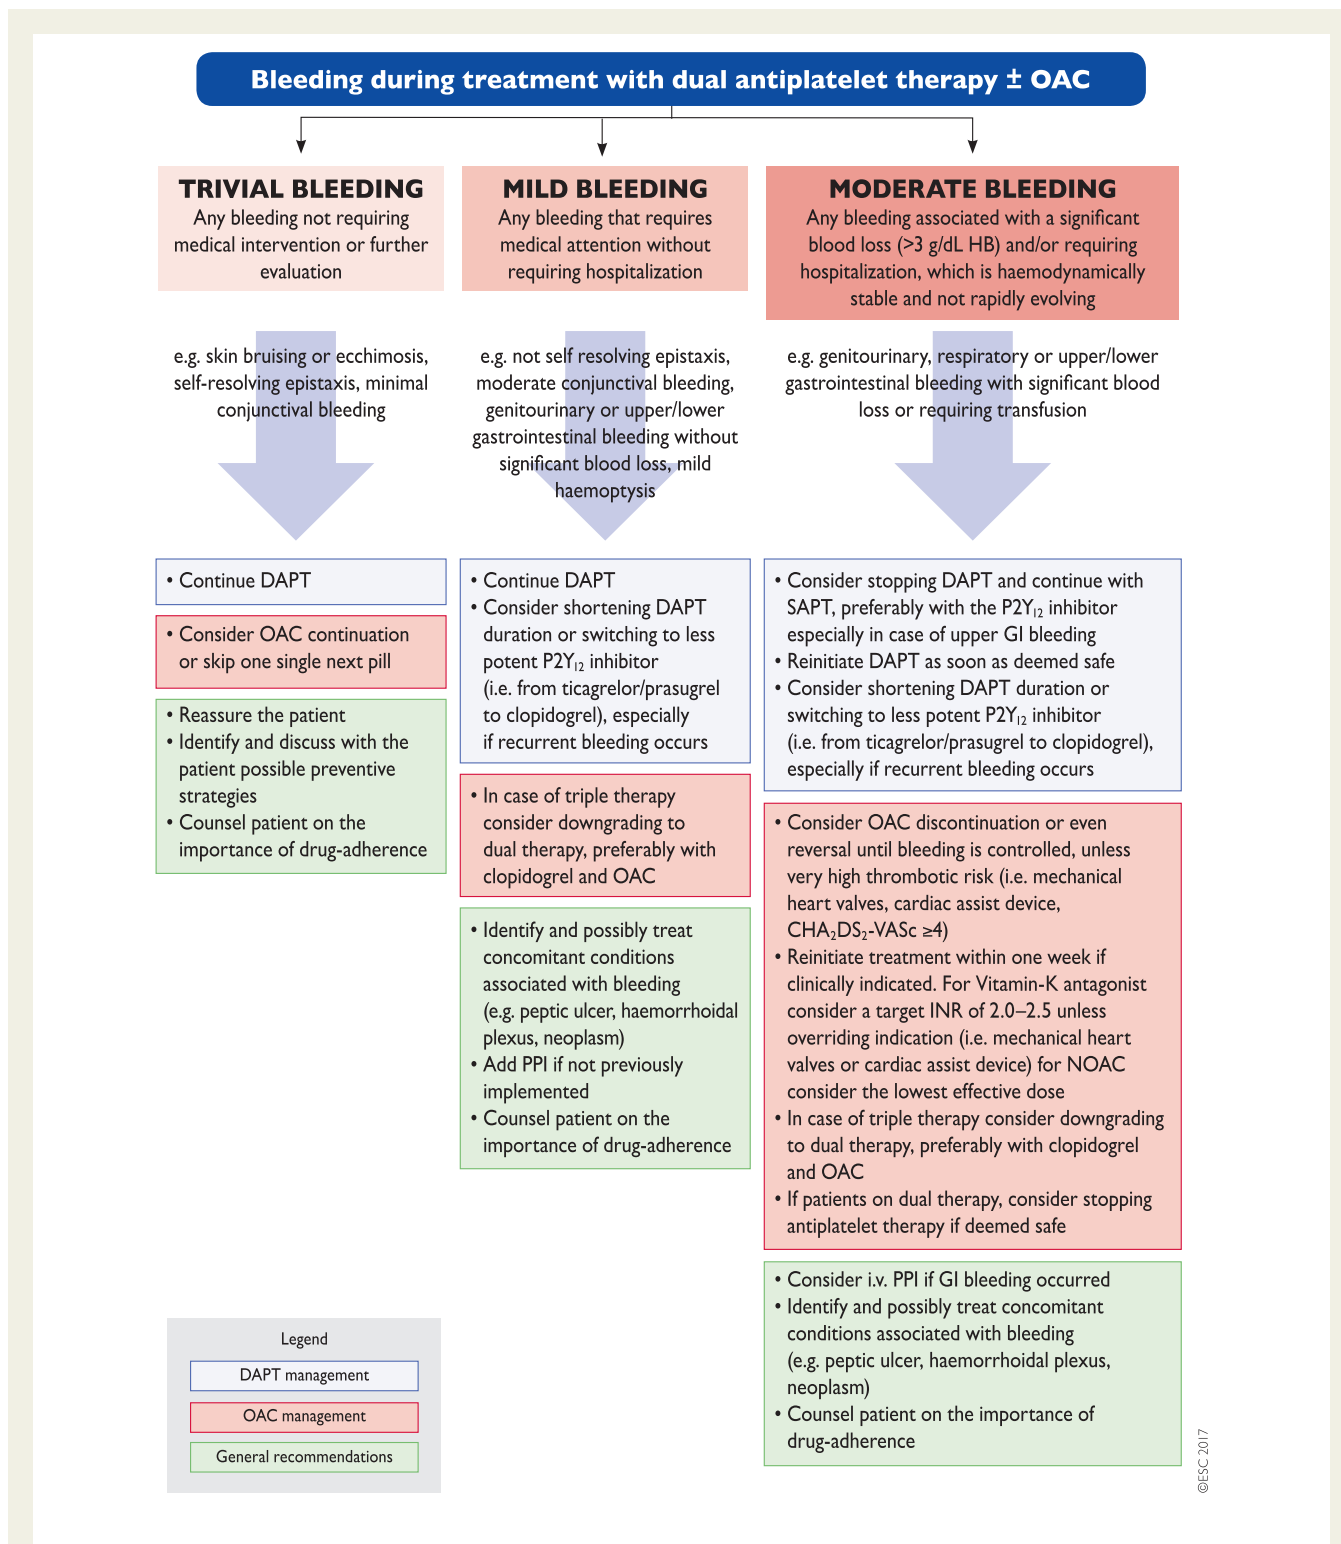 Bleeding during treatment with dual antiplatelet therapy ± OAC
TRIVIAL BLEEDING
Any bleeding not requiring
medical intervention or further
evaluation
e.g. skin bruising or ecchimosis,
self-resolving epistaxis, minimal
conjunctival bleeding
• Continue DAPT
• Consider OAC continuation
or skip one single next pill
• Reassure the patient
• Identify and discuss with the
patient possible preventive
strategies
• Counsel patient on the
importance of drug-adherence
MILD BLEEDING
Any bleeding that requires
medical attention without
requiring hospitalization
e.g. not self resolving epistaxis,
moderate conjunctival bleeding,
genitourinary or upper/lower
gastrointestinal bleeding without
significant blood loss, mild
haemoptysis
• Continue DAPT
• Consider shortening DAPT
duration or switching to less
potent P2Y₁₂ inhibitor
(i.e. from ticagrelor/prasugrel
to clopidogrel), especially
if recurrent bleeding occurs
• In case of triple therapy
consider downgrading to
dual therapy, preferably with
clopidogrel and OAC
• Identify and possibly treat
concomitant conditions
associated with bleeding
(e.g. peptic ulcer, haemorrhoidal
plexus, neoplasm)
• Add PPI if not previously
implemented
• Counsel patient on the
importance of drug-adherence
MODERATE BLEEDING
Any bleeding associated with a significant
blood loss (>3 g/dL HB) and/or requiring
hospitalization, which is haemodynamically
stable and not rapidly evolving
e.g. genitourinary, respiratory or upper/lower
gastrointestinal bleeding with significant blood
loss or requiring transfusion
• Consider stopping DAPT and continue with
SAPT, preferably with the P2Y₁₂ inhibitor
especially in case of upper GI bleeding
• Reinitiate DAPT as soon as deemed safe
• Consider shortening DAPT duration or
switching to less potent P2Y₁₂ inhibitor
(i.e. from ticagrelor/prasugrel to clopidogrel),
especially if recurrent bleeding occurs
• Consider OAC discontinuation or even
reversal until bleeding is controlled, unless
very high thrombotic risk (i.e. mechanical
heart valves, cardiac assist device,
CHA₂DS₂-VASc ≥4)
• Reinitiate treatment within one week if
clinically indicated. For Vitamin-K antagonist
consider a target INR of 2.0–2.5 unless
overriding indication (i.e. mechanical heart
valves or cardiac assist device) for NOAC
consider the lowest effective dose
• In case of triple therapy consider downgrading
to dual therapy, preferably with clopidogrel
and OAC
• If patients on dual therapy, consider stopping
antiplatelet therapy if deemed safe
• Consider i.v. PPI if GI bleeding occurred
• Identify and possibly treat concomitant
conditions associated with bleeding
(e.g. peptic ulcer, haemorrhoidal plexus,
neoplasm)
• Counsel patient on the importance of
drug-adherence
Legend
DAPT management
OAC management
General recommendations
©ESC 2017